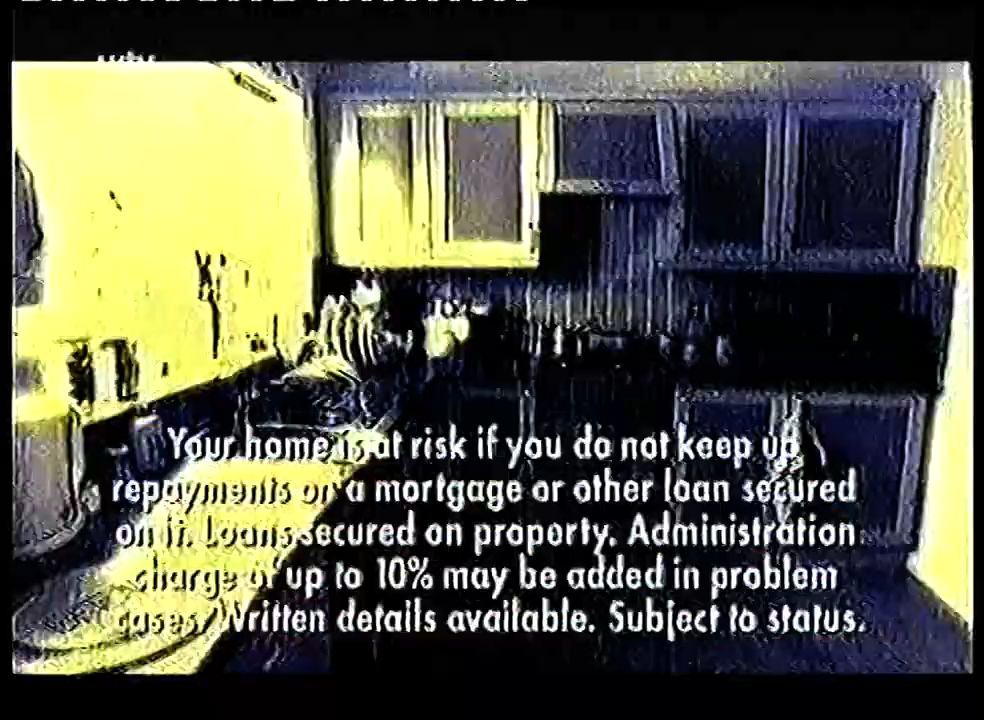 Your home is at risk if you do not keep up
repayments on a mortgage or other loan secured
on it. Loans secured on property. Administration
charge of up to 10% may be added in problem
cases. Written details available. Subject to status.